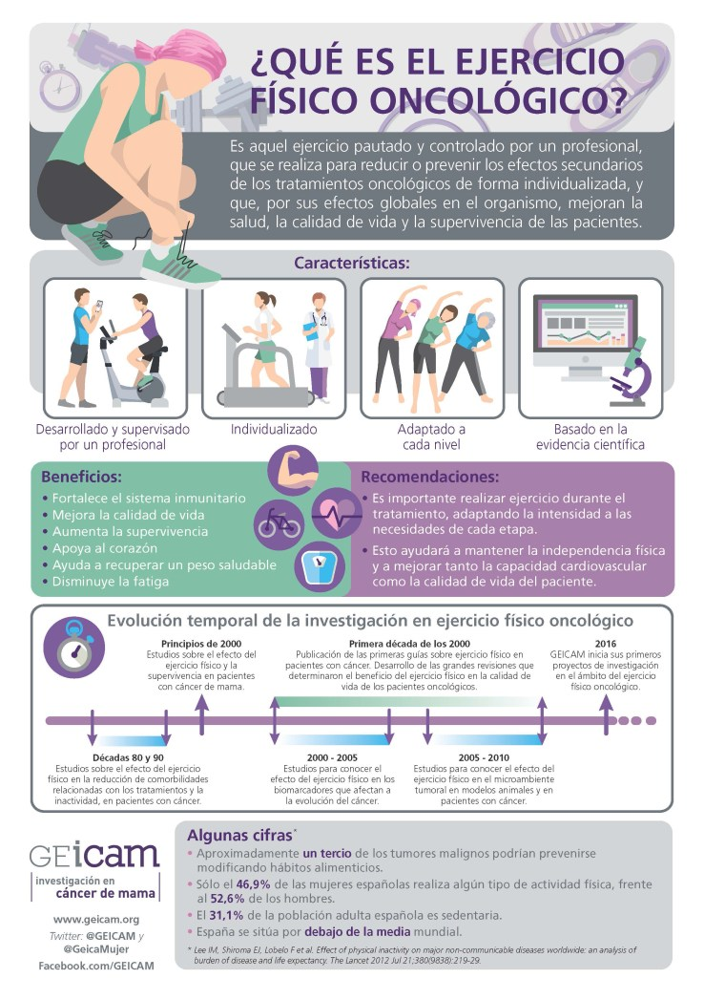 ¿QUÉ ES EL EJERCICIO
FÍSICO ONCOLÓGICO?
Es aquel ejercicio pautado y controlado por un profesional,
que se realiza para reducir o prevenir los efectos secundarios
de los tratamientos oncológicos de forma individualizada, y
que, por sus efectos globales en el organismo, mejoran la
salud, la calidad de vida y la supervivencia de las pacientes.
Características:
Desarrollado y supervisado
por un profesional
Individualizado
Adaptado a
cada nivel
Basado en la
evidencia científica
Beneficios:
• Fortalece el sistema inmunitario
• Mejora la calidad de vida
• Aumenta la supervivencia
• Apoya al corazón
• Ayuda a recuperar un peso saludable
• Disminuye la fatiga
Recomendaciones:
• Es importante realizar ejercicio durante el
tratamiento, adaptando la intensidad a las
necesidades de cada etapa.
• Esto ayudará a mantener la independencia física
y a mejorar tanto la capacidad cardiovascular
como la calidad de vida del paciente.
Evolución temporal de la investigación en ejercicio físico oncológico
Principios de 2000
Estudios sobre el efecto del
ejercicio físico y la
supervivencia en pacientes
con cáncer de mama.
Primera década de los 2000
Publicación de las primeras guías sobre ejercicio físico en
pacientes con cáncer. Desarrollo de las grandes revisiones que
determinaron el beneficio del ejercicio físico en la calidad de
vida de los pacientes oncológicos.
2016
GEICAM inicia sus primeros
proyectos de investigación
en el ámbito del ejercicio
físico oncológico.
Décadas 80 y 90
Estudios sobre el efecto del ejercicio
físico en la reducción de comorbilidades
relacionadas con los tratamientos y la
inactividad, en pacientes con cáncer.
2000 - 2005
Estudios para conocer el
efecto del ejercicio físico en los
biomarcadores que afectan a
la evolución del cáncer.
2005 - 2010
Estudios para conocer el efecto del
ejercicio físico en el microambiente
tumoral en modelos animales y en
pacientes con cáncer.
GEicam
investigación en
cáncer de mama
www.geicam.org
Twitter: @GEICAM y
@GeicaMujer
Facebook.com/GEICAM
Algunas cifras*
• Aproximadamente un tercio de los tumores malignos podrían prevenirse
modificando hábitos alimenticios.
• Sólo el 46,9% de las mujeres españolas realiza algún tipo de actividad física, frente
al 52,6% de los hombres.
• El 31,1% de la población adulta española es sedentaria.
• España se sitúa por debajo de la media mundial.
* Lee IM, Shiroma EJ, Lobelo F et al. Effect of physical inactivity on major non-communicable diseases worldwide: an analysis of
burden of disease and life expectancy. The Lancet 2012 Jul 21;380(9838):219-29.